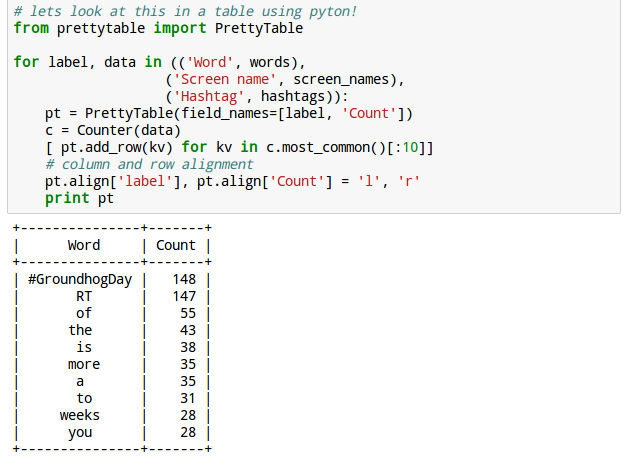 # lets look at this in a table using pyton!
from prettytable import PrettyTable
for label, data in (('Word', words),
                   ('Screen name', screen_names),
                   ('Hashtag', hashtags)):
    pt = PrettyTable(field_names=[label, 'Count'])
    c = Counter(data)
    [ pt.add_row(kv) for kv in c.most_common()[:10]]
    # column and row alignment
    pt.align['label'], pt.align['Count'] = 'l', 'r'
    print pt
+---------------+-------+
|      Word     | Count |
+---------------+-------+
| #GroundhogDay |   148 |
|       RT      |   147 |
|       of      |    55 |
|      the      |    43 |
|       is      |    38 |
|      more     |    35 |
|       a       |    35 |
|       to      |    31 |
|     weeks     |    28 |
|      you      |    28 |
+---------------+-------+